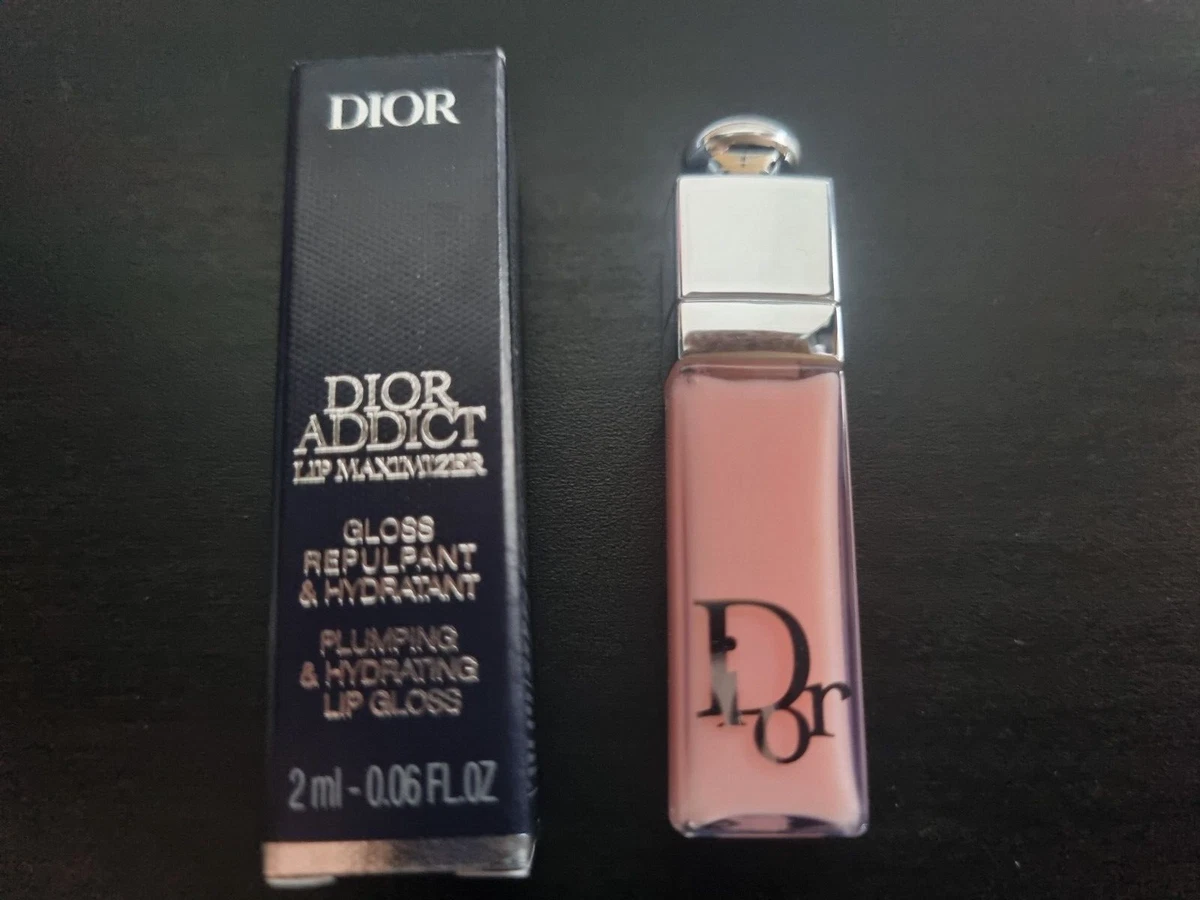 DIOR
DIOR
ADDICT
LIP MAXIMIZER
GLOSS
REPULPANT
& HYDRATANT
PLUMPING
& HYDRATING
LIP GLOSS
2 ml - 0.06 FL.OZ
Dior